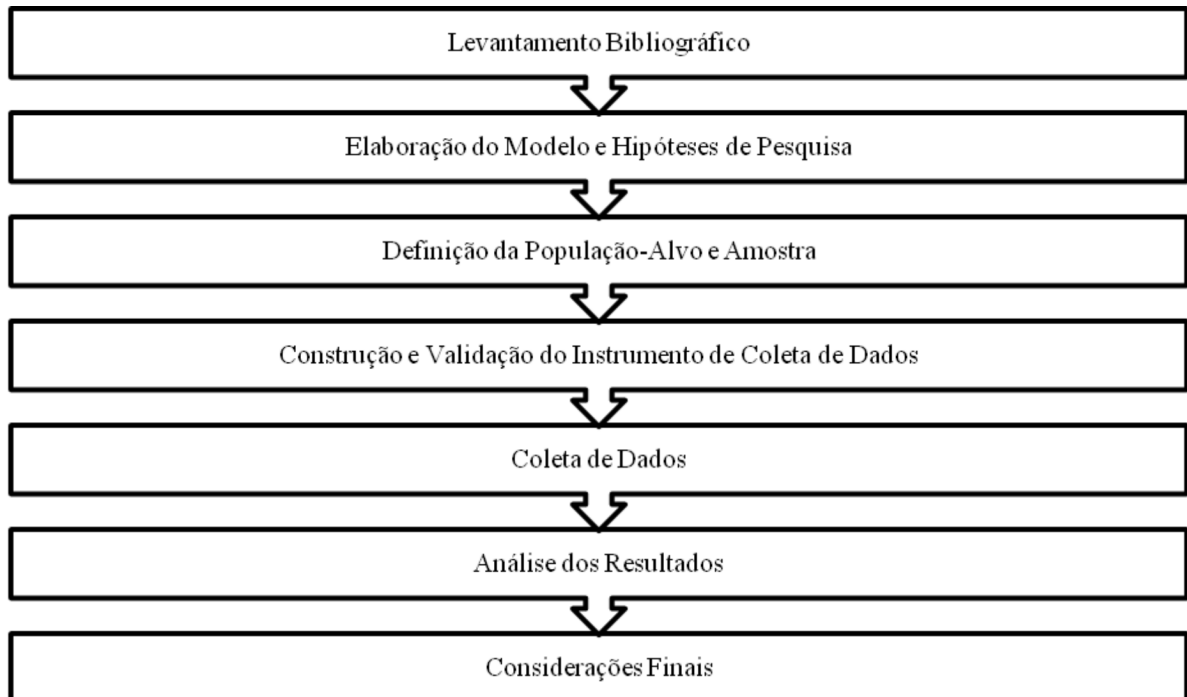 Levantamento Bibliográfico
Elaboração do Modelo e Hipóteses de Pesquisa
Definição da População-Alvo e Amostra
Construção e Validação do Instrumento de Coleta de Dados
Coleta de Dados
Análise dos Resultados
Considerações Finais